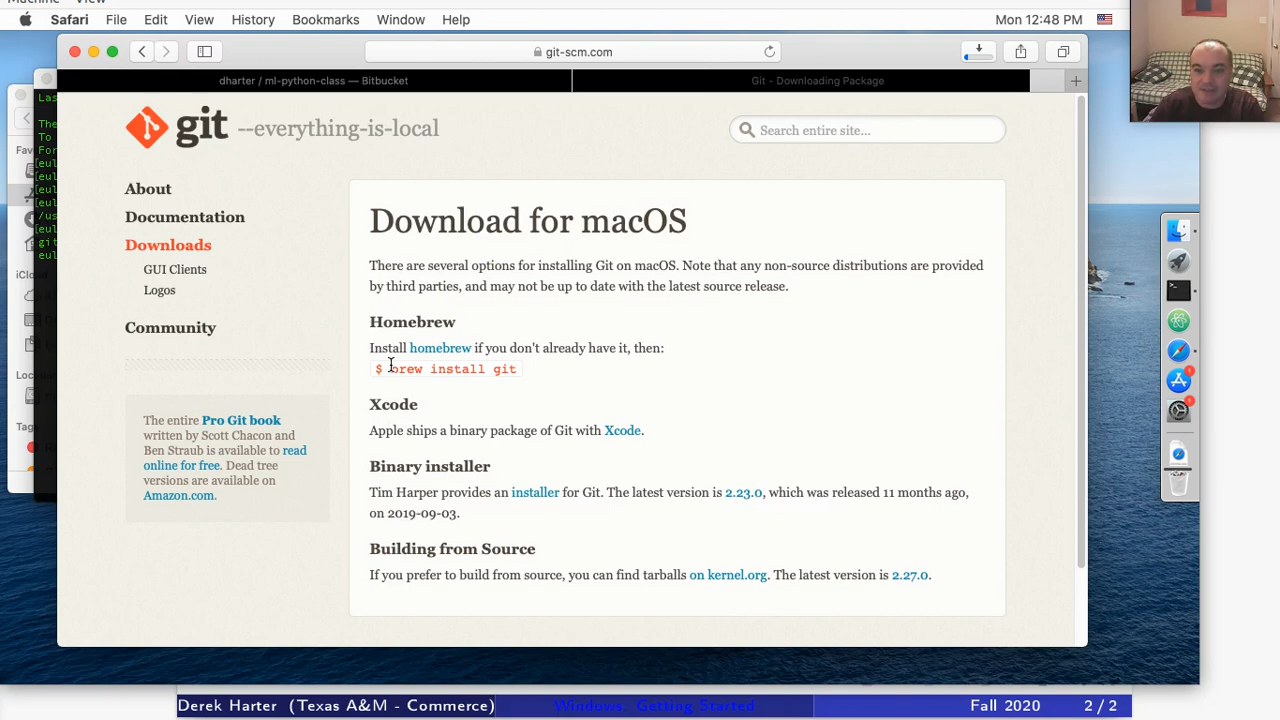 Machine View
Safari File Edit View History Bookmarks Window Help Mon 12:48 PM
git-scm.com
dharter / ml-python-class — Bitbucket Git - Downloading Package
git --everything-is-local
Search entire site...
About
Documentation
Downloads
GUI Clients
Logos
Community
The entire Pro Git book
written by Scott Chacon and
Ben Straub is available to read
online for free. Dead tree
versions are available on
Amazon.com.
Download for macOS
There are several options for installing Git on macOS. Note that any non-source distributions are provided
by third parties, and may not be up to date with the latest source release.
Homebrew
Install homebrew if you don't already have it, then:
$ brew install git
Xcode
Apple ships a binary package of Git with Xcode.
Binary installer
Tim Harper provides an installer for Git. The latest version is 2.23.0, which was released 11 months ago,
on 2019-09-03.
Building from Source
If you prefer to build from source, you can find tarballs on kernel.org. The latest version is 2.27.0.
Derek Harter (Texas A&M - Commerce) Windows: Getting Started Fall 2020 2 / 2